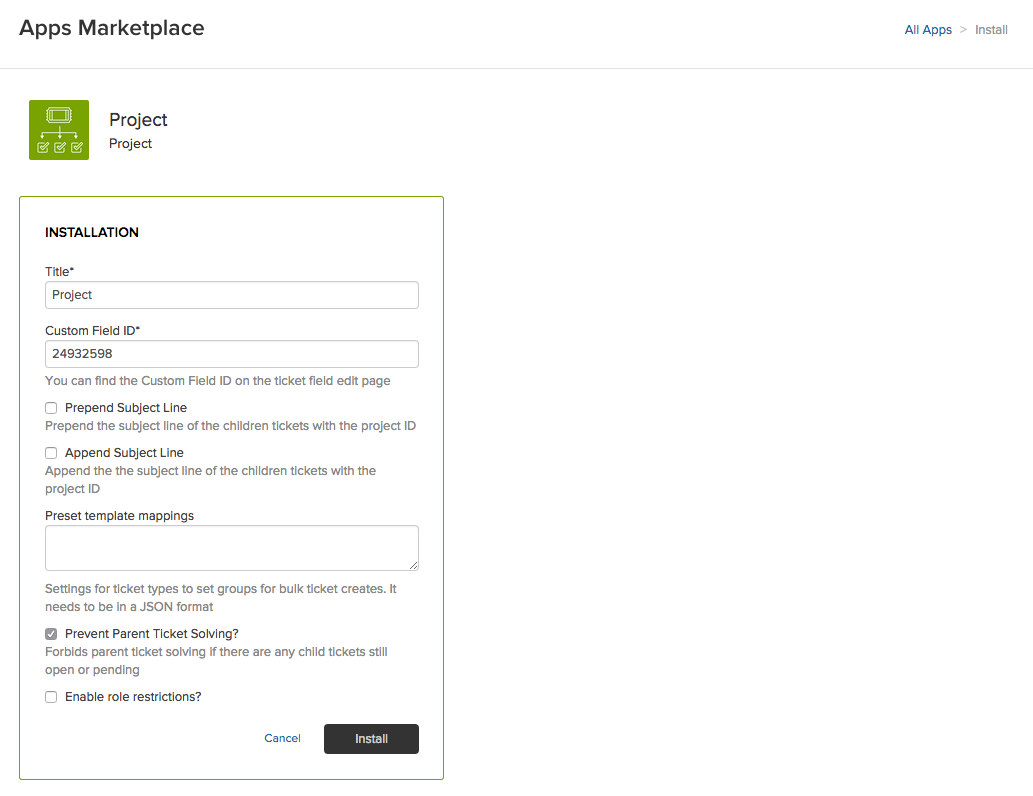 Apps Marketplace
All Apps > Install
Project
Project
INSTALLATION
Title*
Project
Custom Field ID*
24932598
You can find the Custom Field ID on the ticket field edit page
Prepend Subject Line
Prepend the subject line of the children tickets with the project ID
Append Subject Line
Append the the subject line of the children tickets with the
project ID
Preset template mappings
Settings for ticket types to set groups for bulk ticket creates. It
needs to be in a JSON format
Prevent Parent Ticket Solving?
Forbids parent ticket solving if there are any child tickets still
open or pending
Enable role restrictions?
Cancel
Install